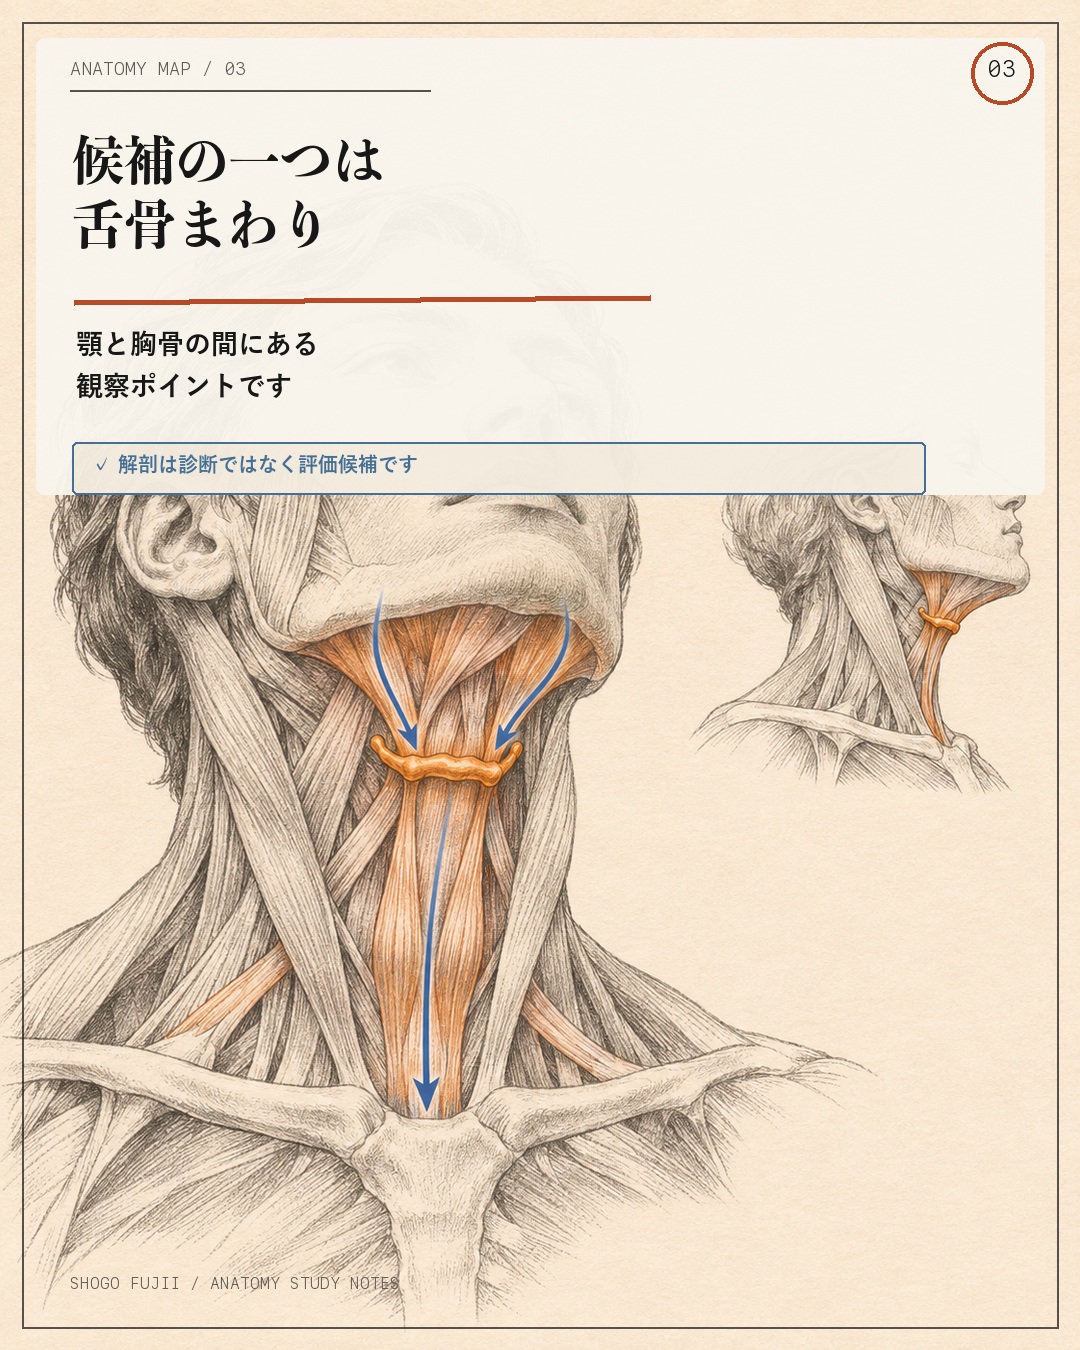 ANATOMY MAP / 03
03
候補の一つは
舌骨まわり
顎と胸骨の間にある
観察ポイントです
✓ 解剖は診断ではなく評価候補です
SHOGO FUJII / ANATOMY STUDY NOTES